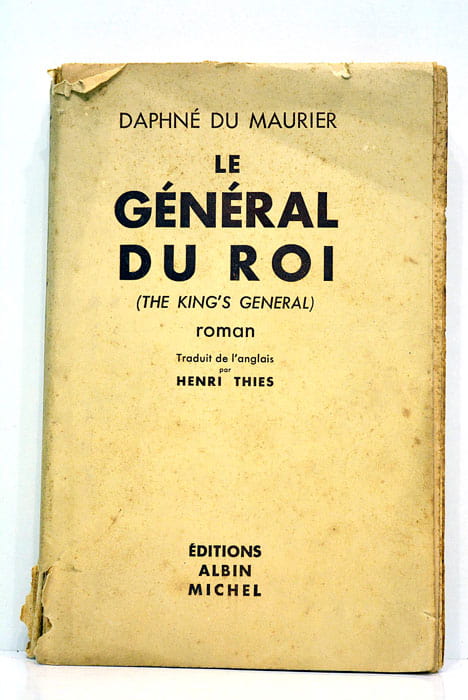 DAPHNÉ DU MAURIER
LE
GÉNÉRAL
DU ROI
(THE KING'S GENERAL)
roman
Traduit de l'anglais
par
HENRI THIES
ÉDITIONS
ALBIN
MICHEL